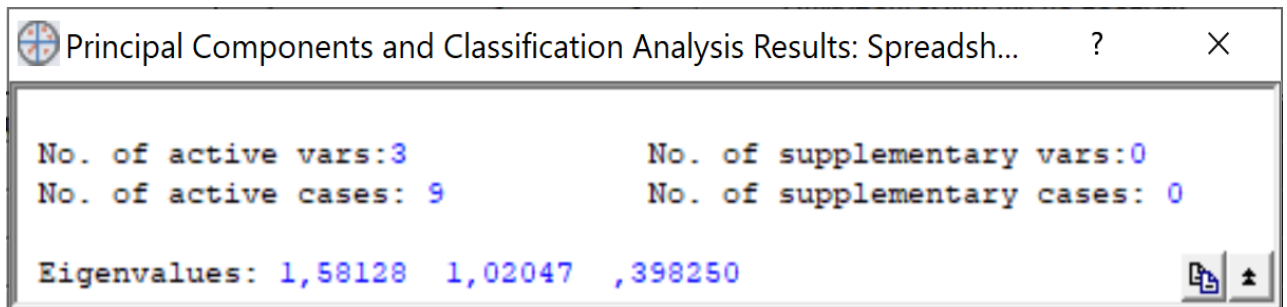 Principal Components and Classification Analysis Results: Spreadsh... ? ×
No. of active vars:3 No. of supplementary vars:0
No. of active cases: 9 No. of supplementary cases: 0
Eigenvalues: 1,58128 1,02047 ,398250